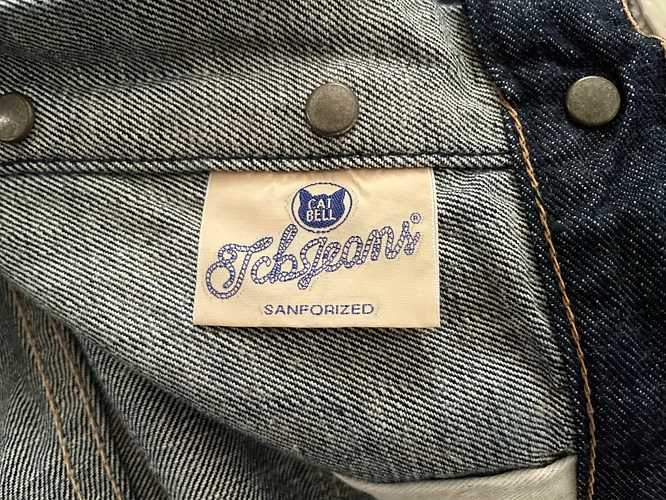 CAT
BELL
Tcbjeans®
SANFORIZED